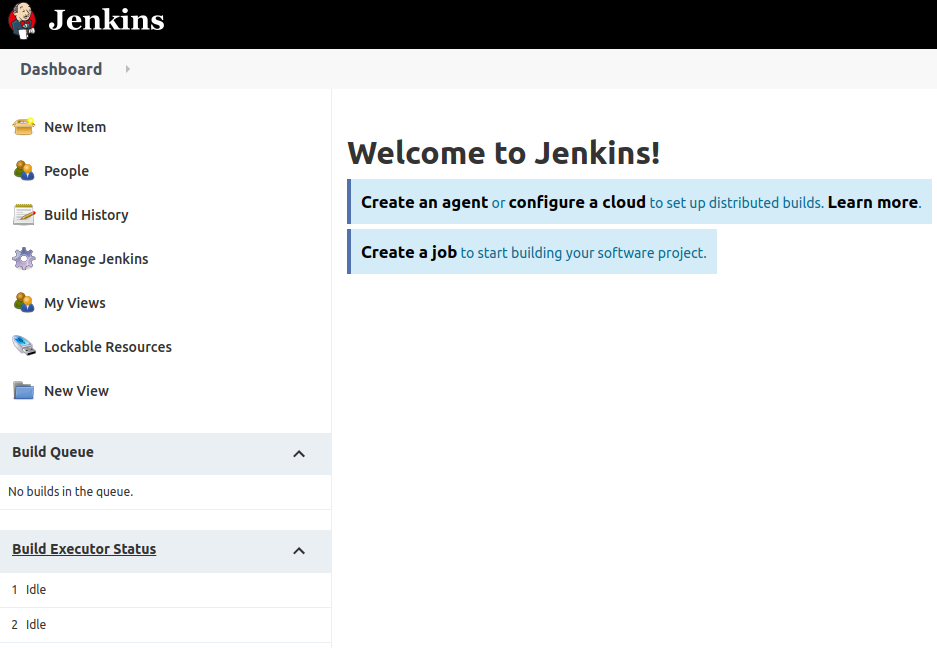 Jenkins
Dashboard
New Item
People
Build History
Manage Jenkins
My Views
Lockable Resources
New View
Build Queue
No builds in the queue.
Build Executor Status
1 Idle
2 Idle
Welcome to Jenkins!
Create an agent or configure a cloud to set up distributed builds. Learn more.
Create a job to start building your software project.